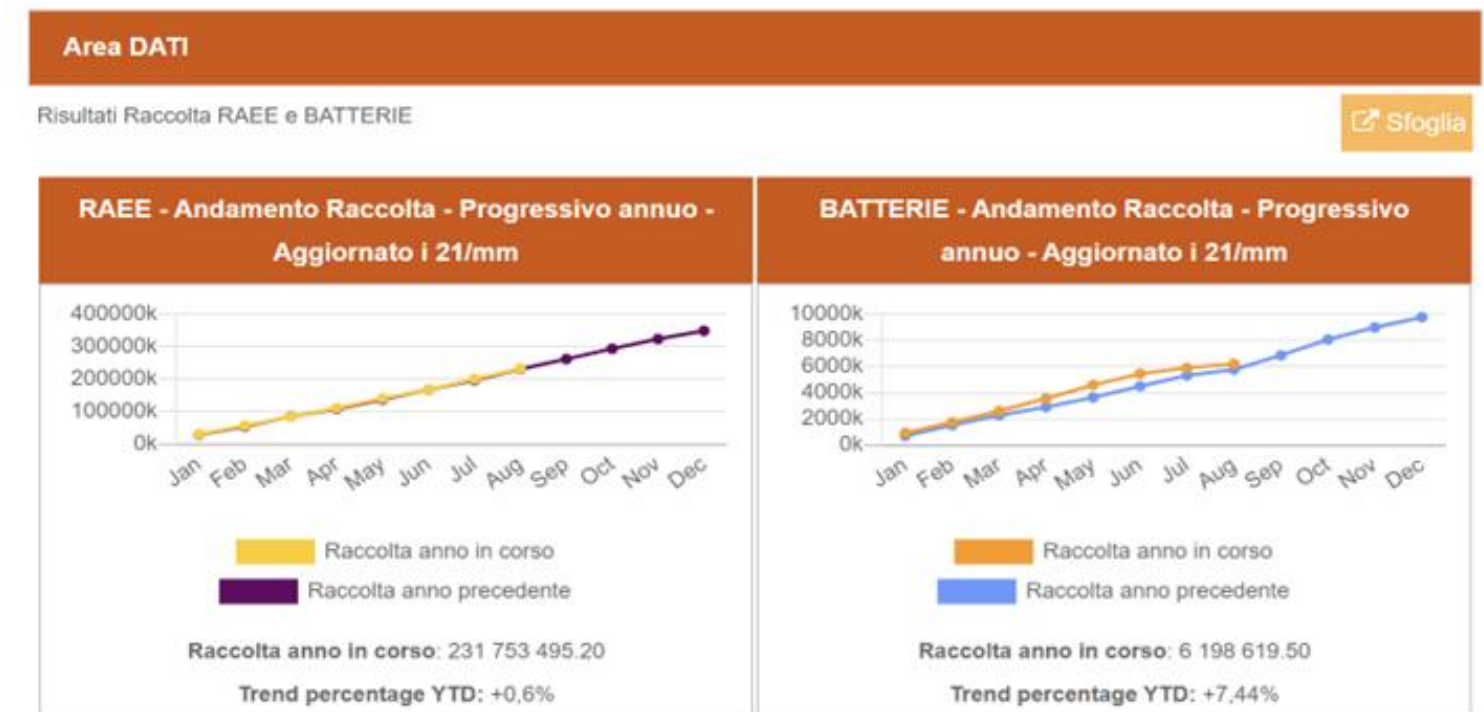 Area DATI
Risultati Raccolta RAEE e BATTERIE
Sfoglia
RAEE - Andamento Raccolta - Progressivo annuo -
Aggiornato i 21/mm
400000k
300000k
200000k
100000k
0k
Jan Feb Mar Apr May Jun Jul Aug Sep Oct Nov Dec
Raccolta anno in corso
Raccolta anno precedente
Raccolta anno in corso: 231 753 495.20
Trend percentage YTD: +0,6%
BATTERIE - Andamento Raccolta - Progressivo
annuo - Aggiornato i 21/mm
10000k
8000k
6000k
4000k
2000k
0k
Jan Feb Mar Apr May Jun Jul Aug Sep Oct Nov Dec
Raccolta anno in corso
Raccolta anno precedente
Raccolta anno in corso: 6 198 619.50
Trend percentage YTD: +7,44%